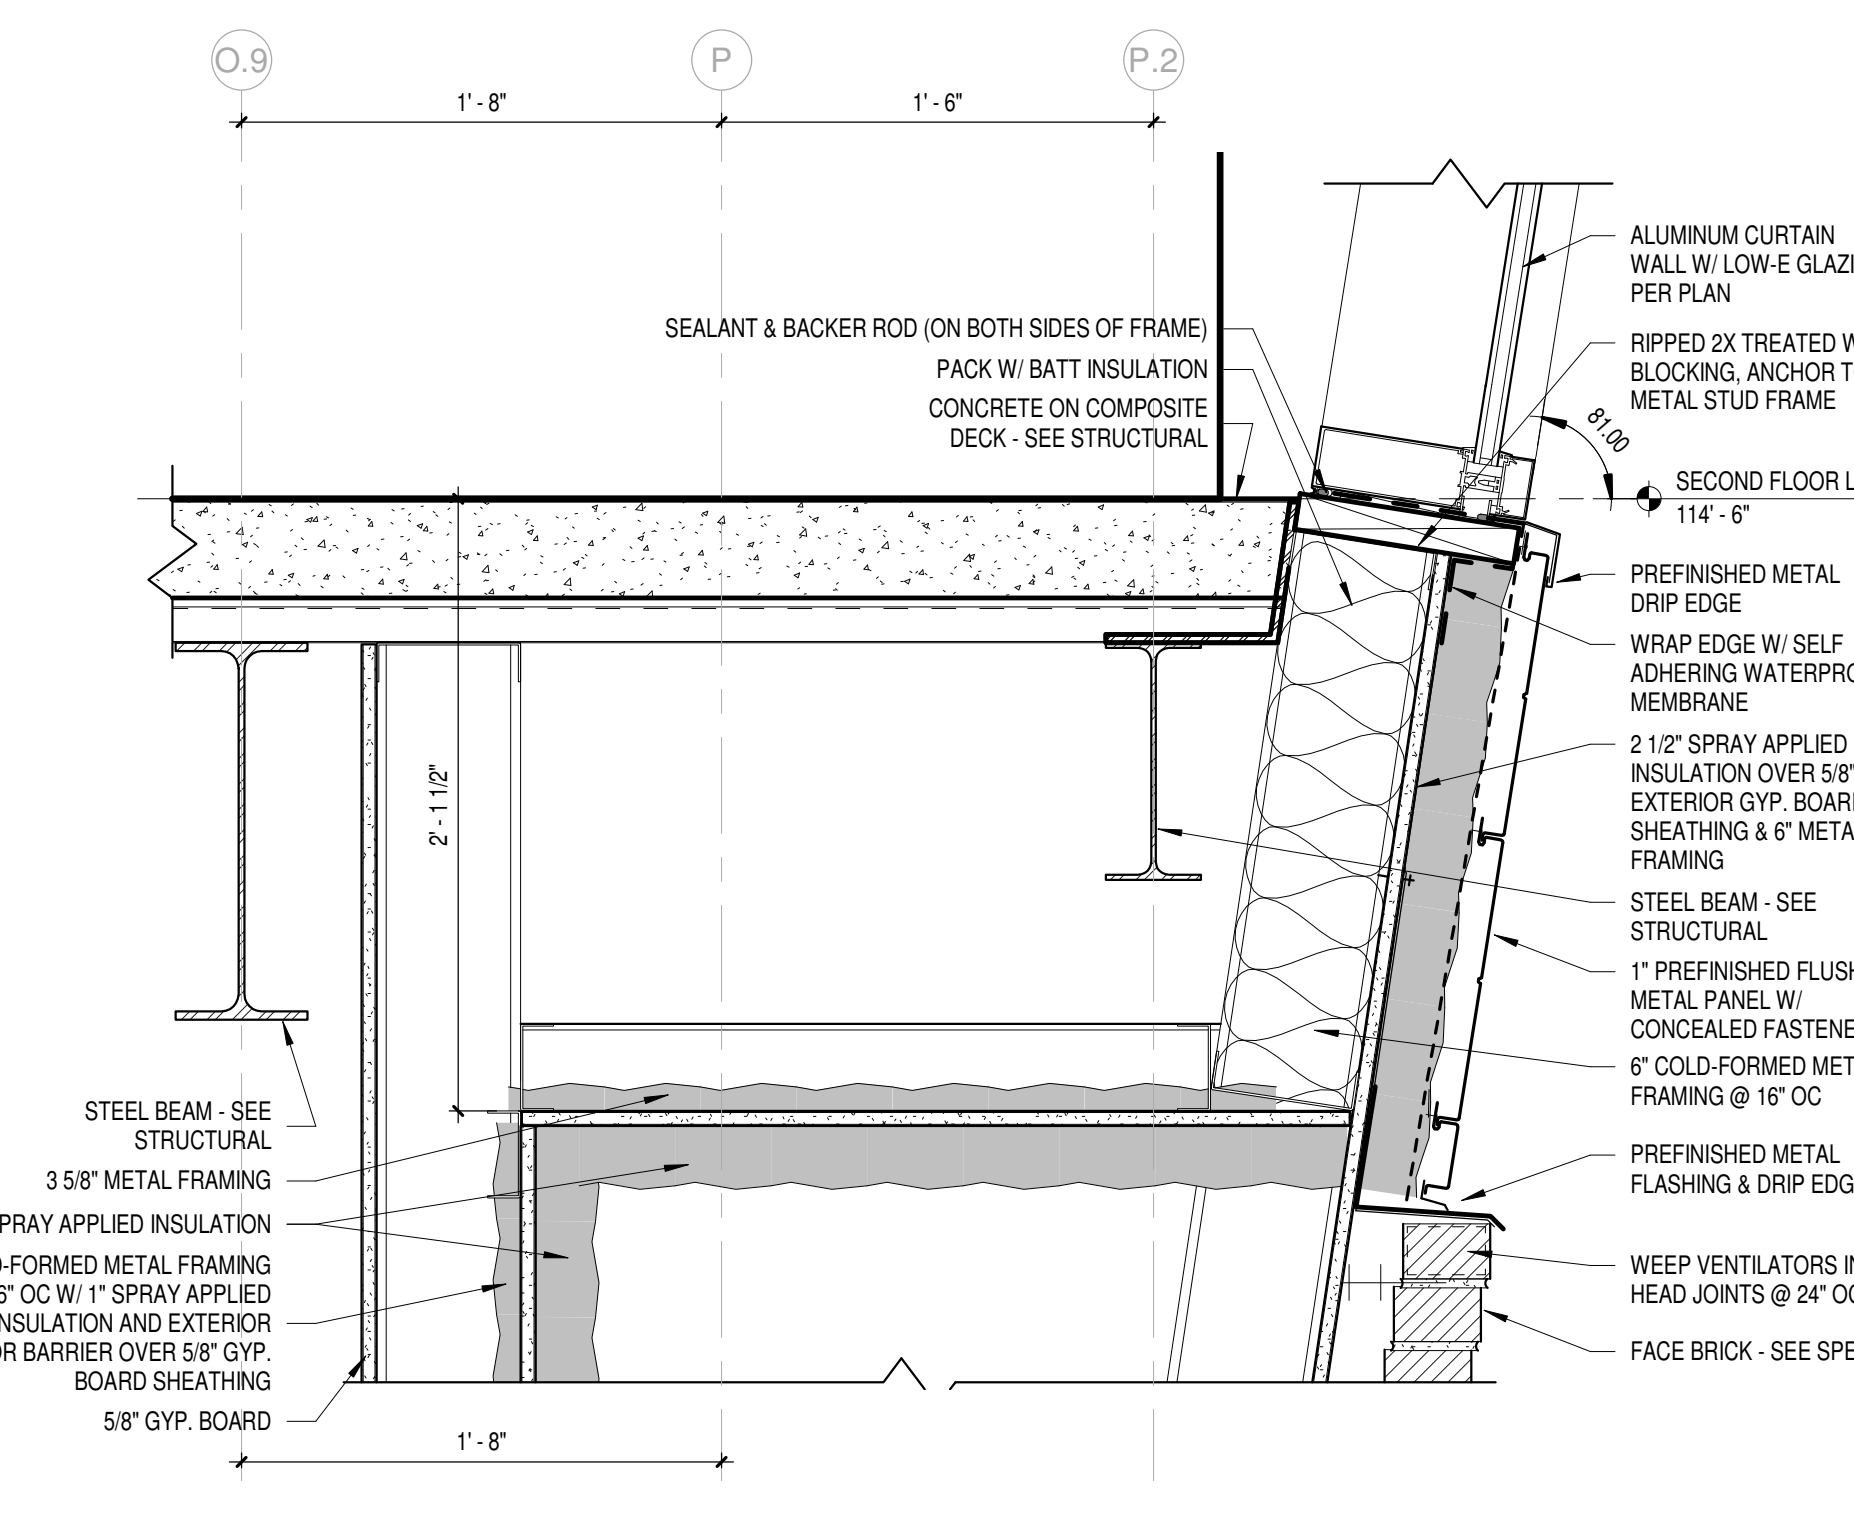 O.9
P
P.2
1' - 8"
1' - 6"
SEALANT & BACKER ROD (ON BOTH SIDES OF FRAME)
PACK W/ BATT INSULATION
CONCRETE ON COMPOSITE
DECK - SEE STRUCTURAL
ALUMINUM CURTAIN
WALL W/ LOW-E GLAZI
PER PLAN
RIPPED 2X TREATED W
BLOCKING, ANCHOR T
METAL STUD FRAME
81.00
SECOND FLOOR L
114' - 6"
PREFINISHED METAL
DRIP EDGE
WRAP EDGE W/ SELF
ADHERING WATERPRO
MEMBRANE
2 1/2" SPRAY APPLIED
INSULATION OVER 5/8"
EXTERIOR GYP. BOAR
SHEATHING & 6" META
FRAMING
STEEL BEAM - SEE
STRUCTURAL
1" PREFINISHED FLUSH
METAL PANEL W/
CONCEALED FASTENE
6" COLD-FORMED MET
FRAMING @ 16" OC
PREFINISHED METAL
FLASHING & DRIP EDG
WEEP VENTILATORS IN
HEAD JOINTS @ 24" OC
FACE BRICK - SEE SPE
2' - 1 1/2"
STEEL BEAM - SEE
STRUCTURAL
3 5/8" METAL FRAMING
PRAY APPLIED INSULATION
D-FORMED METAL FRAMING
6" OC W/ 1" SPRAY APPLIED
NSULATION AND EXTERIOR
OR BARRIER OVER 5/8" GYP.
BOARD SHEATHING
5/8" GYP. BOARD
1' - 8"